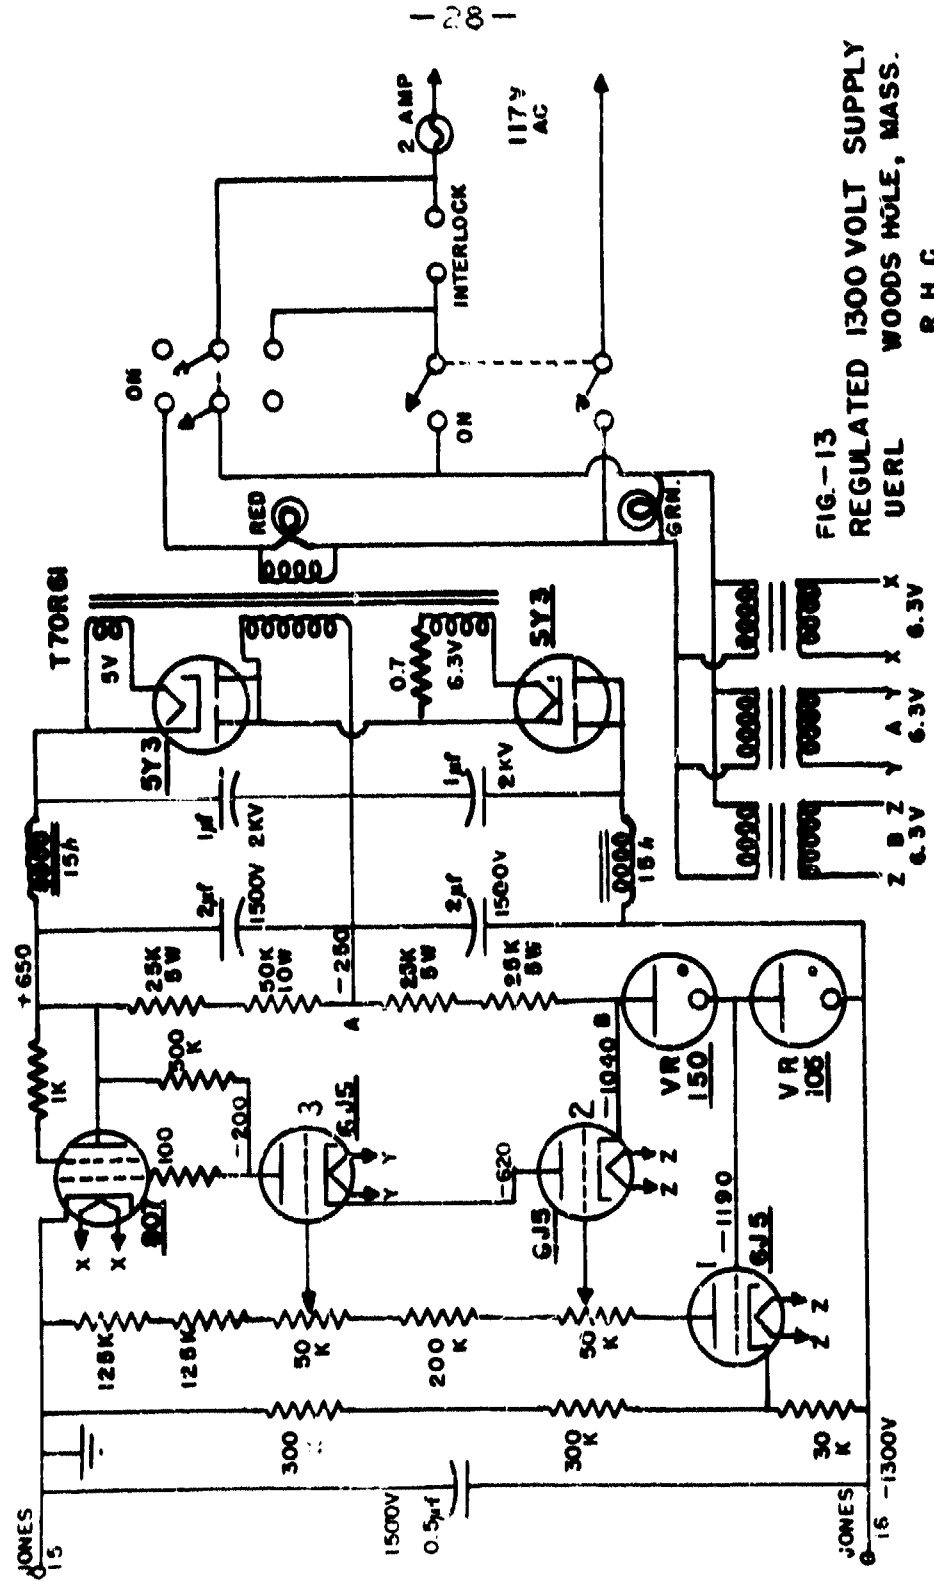 -28-
FIG.-13
REGULATED 1300 VOLT SUPPLY
UERL WOODS HOLE, MASS.
R H G
JONES
15
1500V
0.5μf
JONES
15 -1300V
300
300
K
30
K
125K
125K
50
K
200
K
50
K
X
X
807
100
1K
500
K
-200
3
6J5
Y
Y
-620
6J5
2
Z
Z
1
-1190
6J5
Z
Z
-1040
B
+650
25K
5W
50K
10W
-250
A
25K
5W
25K
5W
VR
150
VR
105
2μf
1500V
2μf
1500V
15h
1μf
2KV
1μf
2KV
15h
5Y3
5V
T70R61
0.7
6.3V
5Y3
RED
GRN.
ON
ON
INTERLOCK
2 AMP
117V
AC
Z B Z
6.3V
Y A Y
6.3V
X X
6.3V